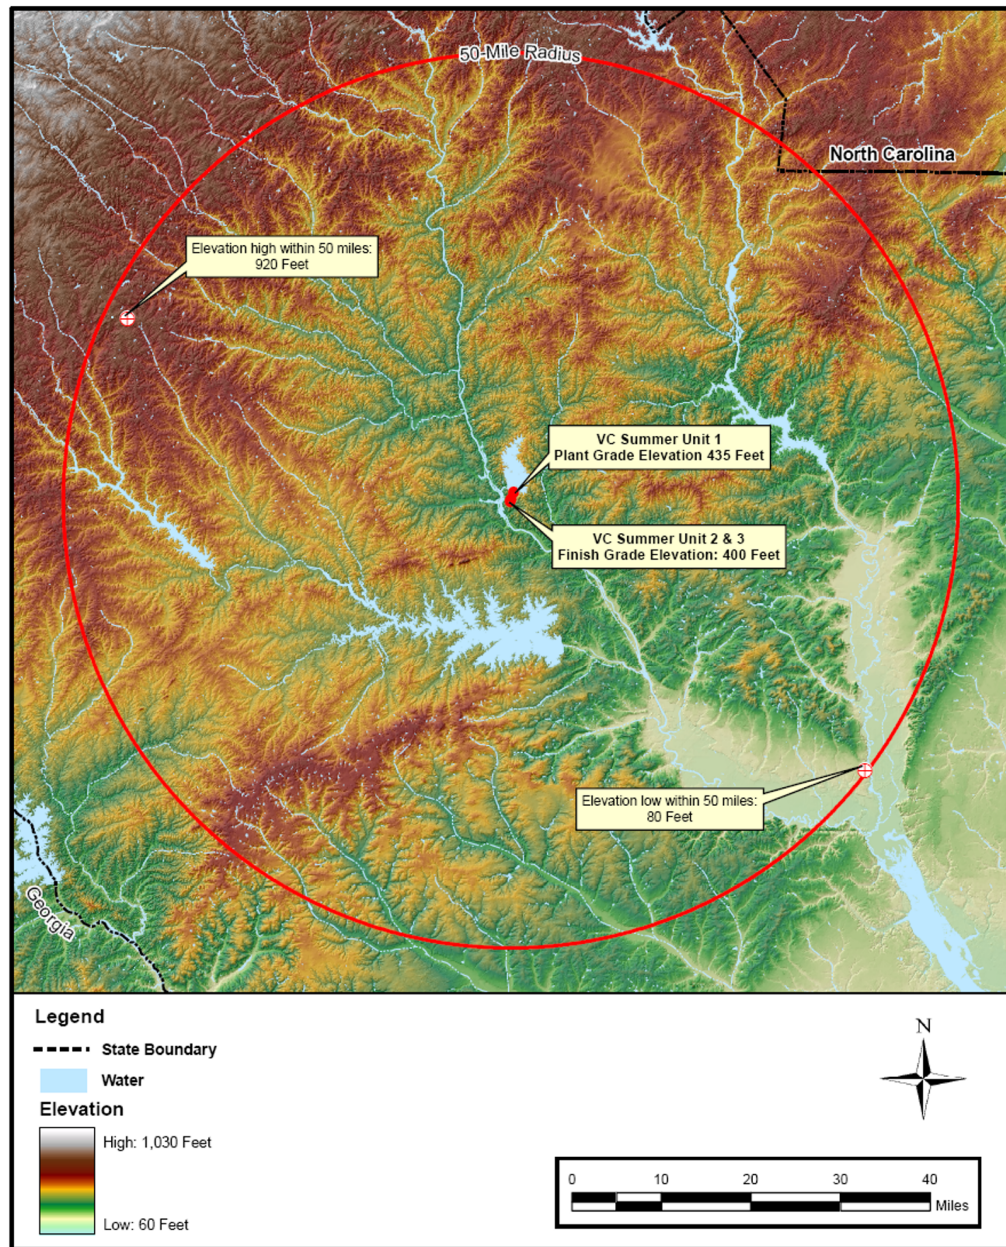 50-Mile Radius
North Carolina
Elevation high within 50 miles:
920 Feet
VC Summer Unit 1
Plant Grade Elevation 435 Feet
VC Summer Unit 2 & 3
Finish Grade Elevation: 400 Feet
Elevation low within 50 miles:
80 Feet
Georgia
Legend
State Boundary
Water
Elevation
High: 1,030 Feet
Low: 60 Feet
N
0 10 20 30 40
Miles